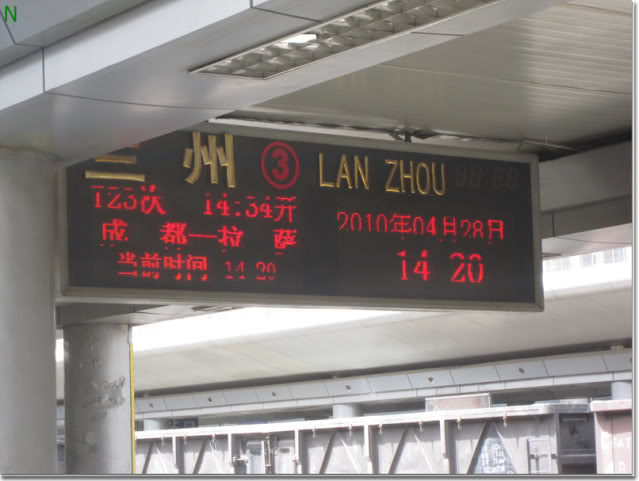 N
兰 州 ③ LAN ZHOU
T23次 14:34开
成 都—拉 萨
当前时间 14 20
2010年04月28日
14 20